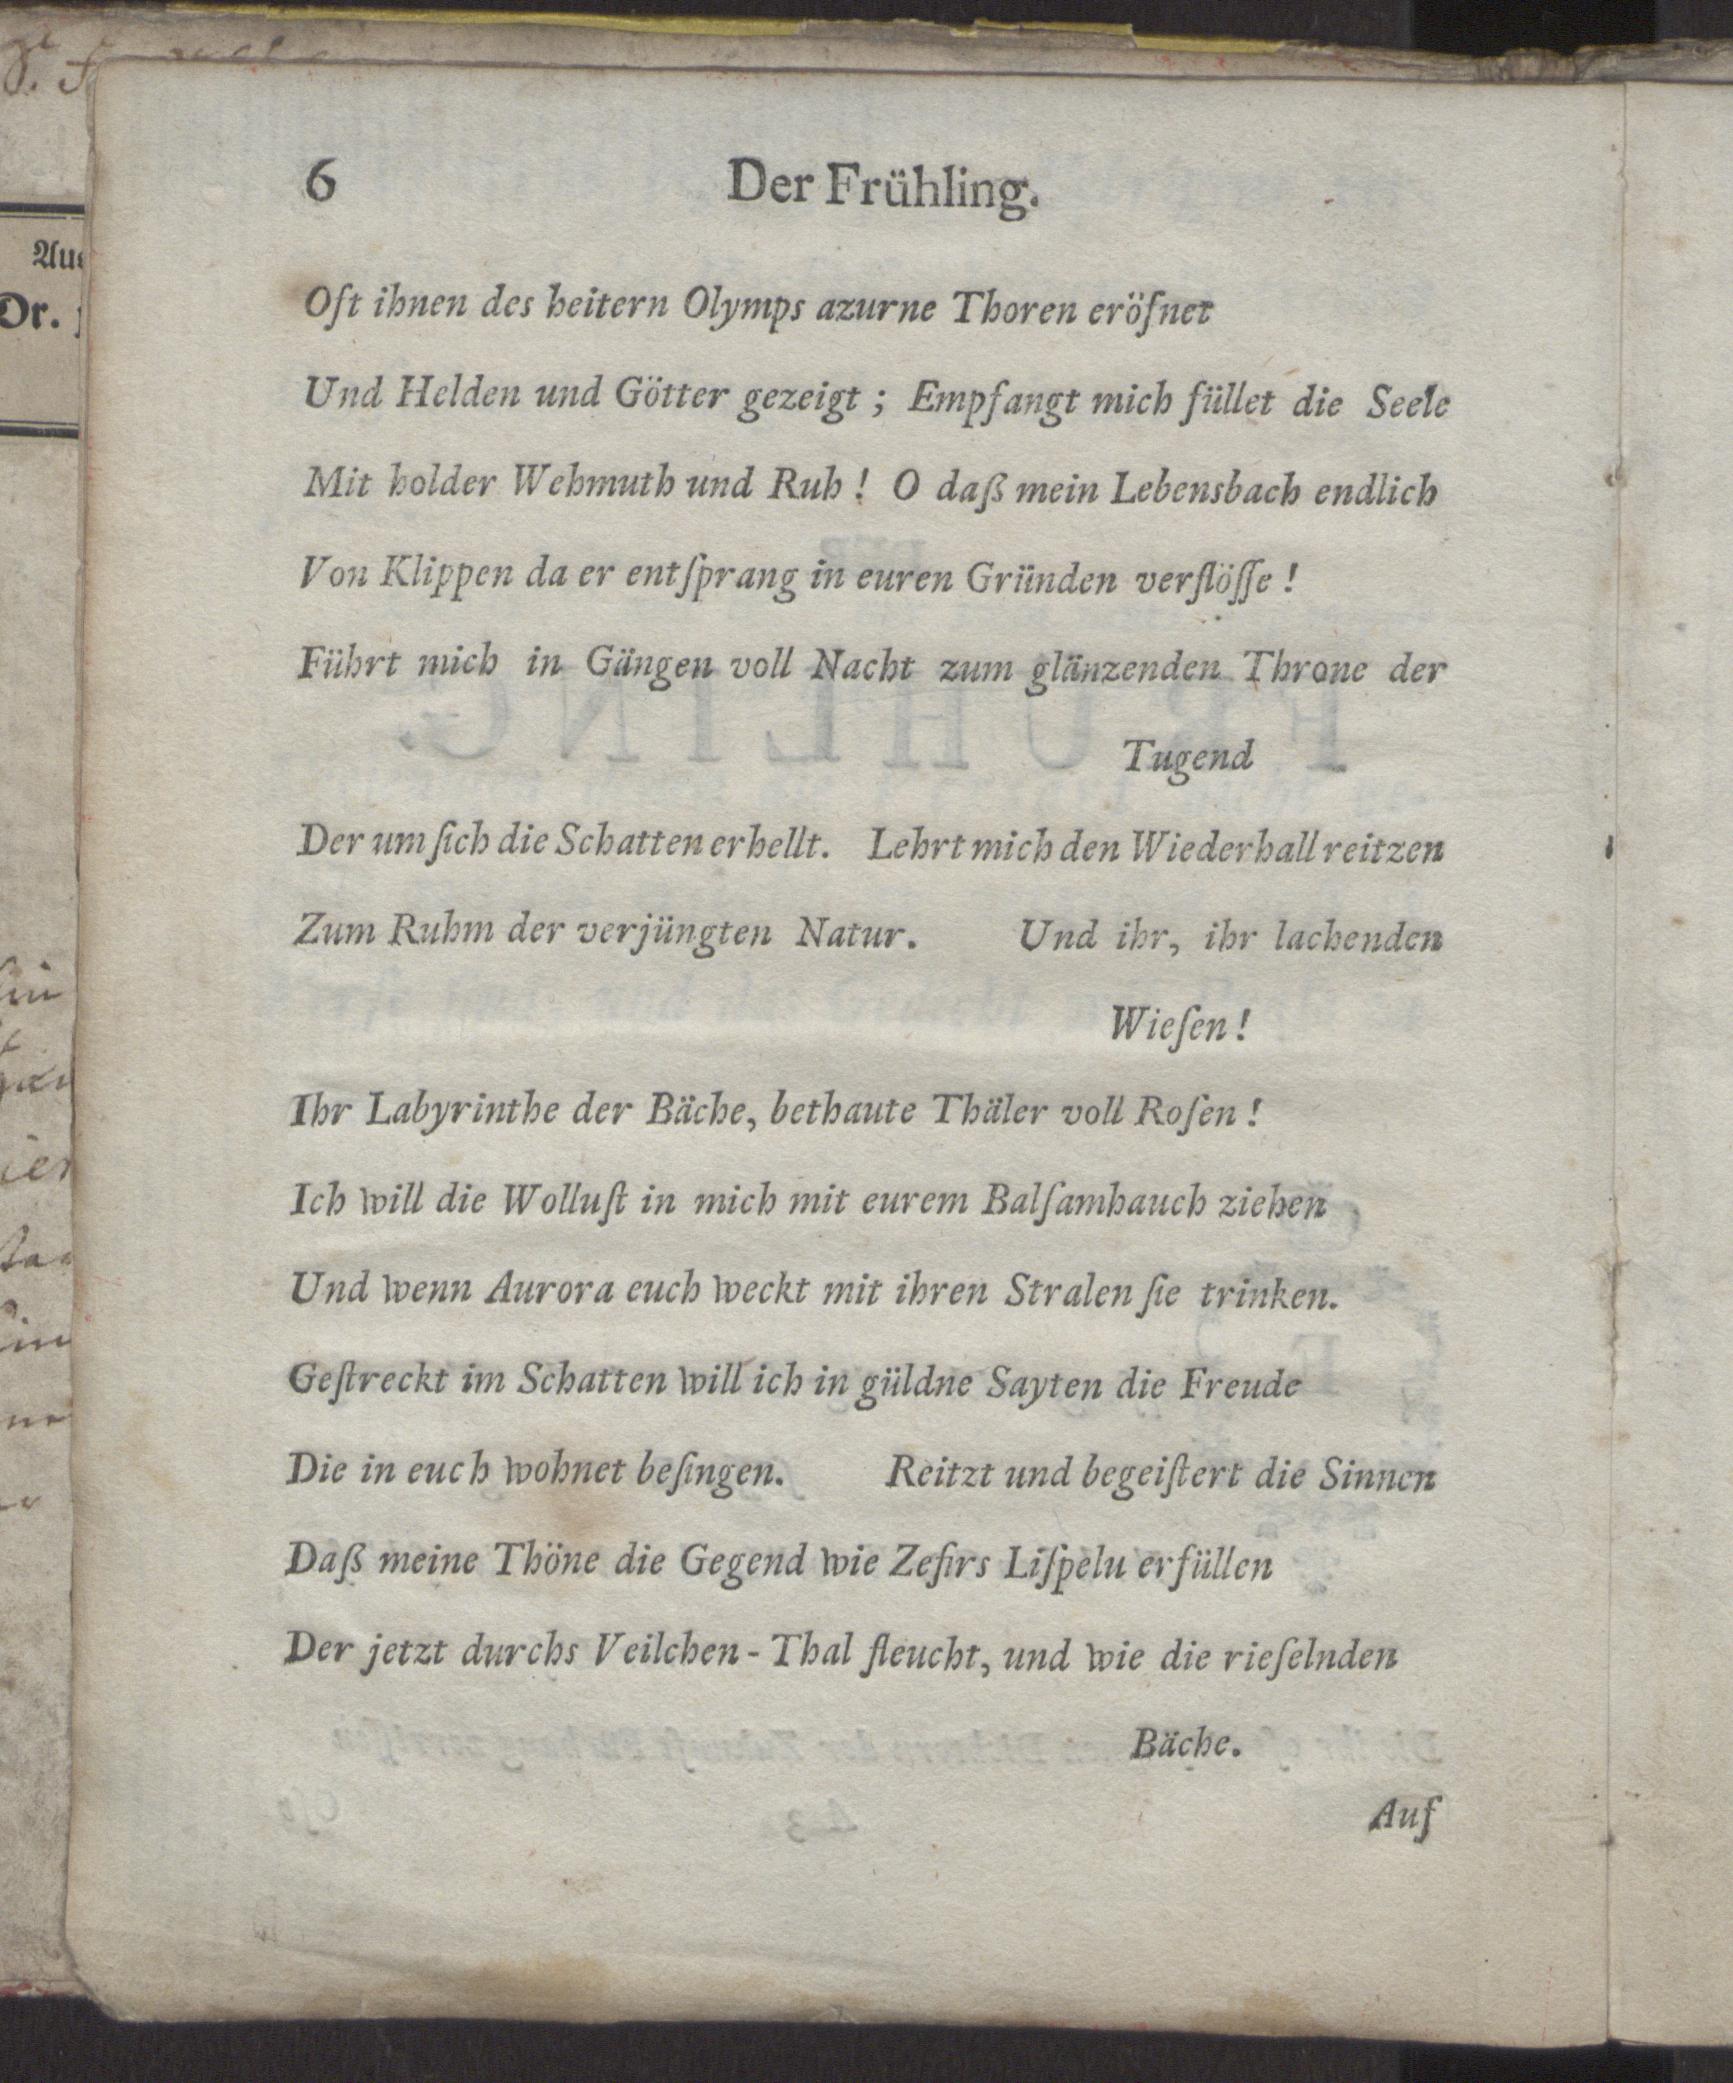 6 Der Frühling.
Oft ihnen des heitern Olymps azurne Thoren eröfnet
Und Helden und Götter gezeigt; Empfangt mich füllet die Seele
Mit holder Wehmuth und Ruh! O daß mein Lebensbach endlich
Von Klippen da er entſprang in euren Gründen verflöſſe!
Führt mich in Gängen voll Nacht zum glänzenden Throne der
Tugend
Der um ſich die Schatten erhellt. Lehrt mich den Wiederhall reitzen
Zum Ruhm der verjüngten Natur. Und ihr, ihr lachenden
Wieſen!
Ihr Labyrinthe der Bäche, bethaute Thäler voll Roſen!
Ich will die Wolluſt in mich mit eurem Balſamhauch ziehen
Und wenn Aurora euch weckt mit ihren Stralen ſie trinken.
Geſtreckt im Schatten will ich in güldne Sayten die Freude
Die in euch wohnet beſingen. Reitzt und begeiſtert die Sinnen
Daß meine Thöne die Gegend wie Zefirs Liſpelu erfüllen
Der jetzt durchs Veilchen-Thal fleucht, und wie die rieſelnden
Bäche.
Auf